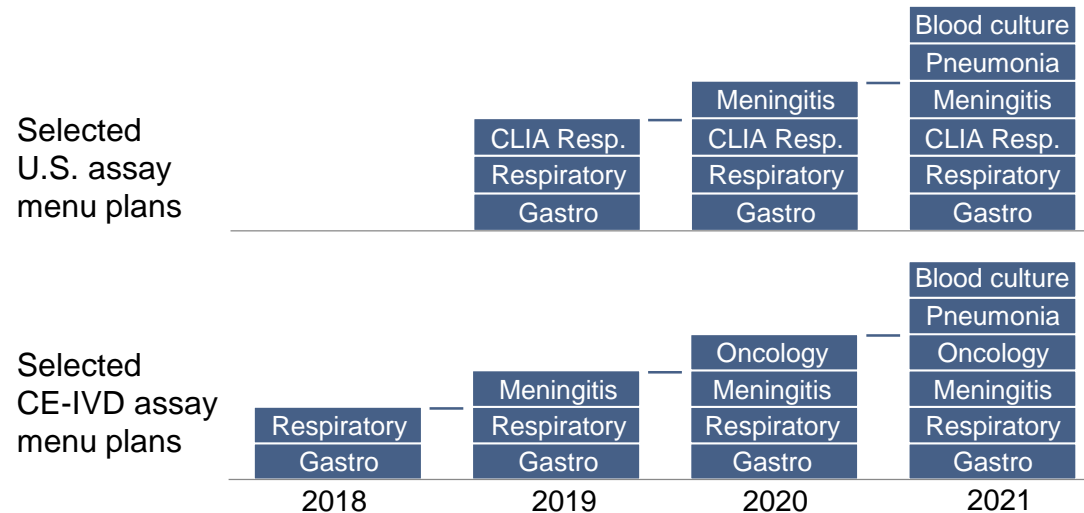 Selected
U.S. assay
menu plans
Blood culture
Pneumonia
Meningitis Meningitis
CLIA Resp. CLIA Resp. CLIA Resp.
Respiratory Respiratory Respiratory
Gastro Gastro Gastro
Selected
CE-IVD assay
menu plans
Blood culture
Pneumonia
Oncology Oncology
Meningitis Meningitis Meningitis
Respiratory Respiratory Respiratory Respiratory
Gastro Gastro Gastro Gastro
2018 2019 2020 2021